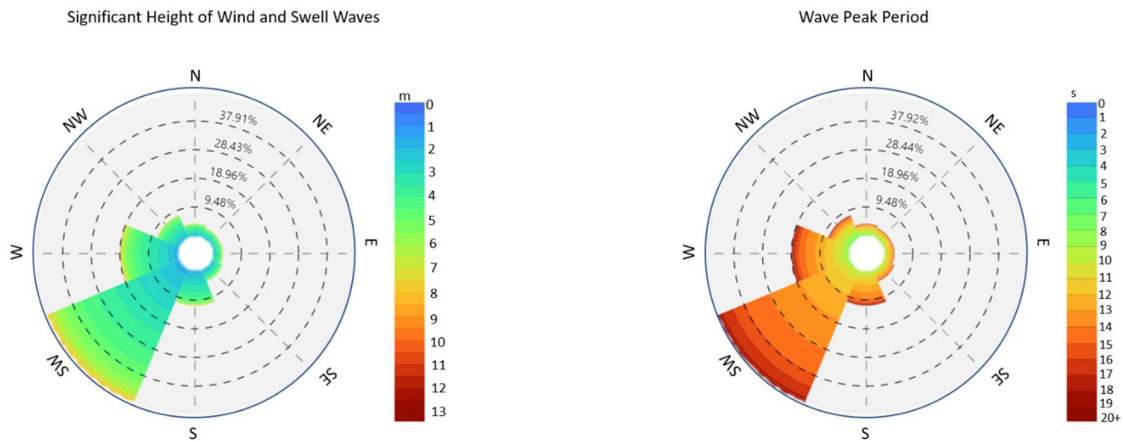 Significant Height of Wind and Swell Waves
N
NE
E
SE
S
SW
W
NW
37.91%
28.43%
18.96%
9.48%
m
0
1
2
3
4
5
6
7
8
9
10
11
12
13
Wave Peak Period
N
NE
E
SE
S
SW
W
NW
37.92%
28.44%
18.96%
9.48%
s
0
1
2
3
4
5
6
7
8
9
10
11
12
13
14
15
16
17
18
19
20+